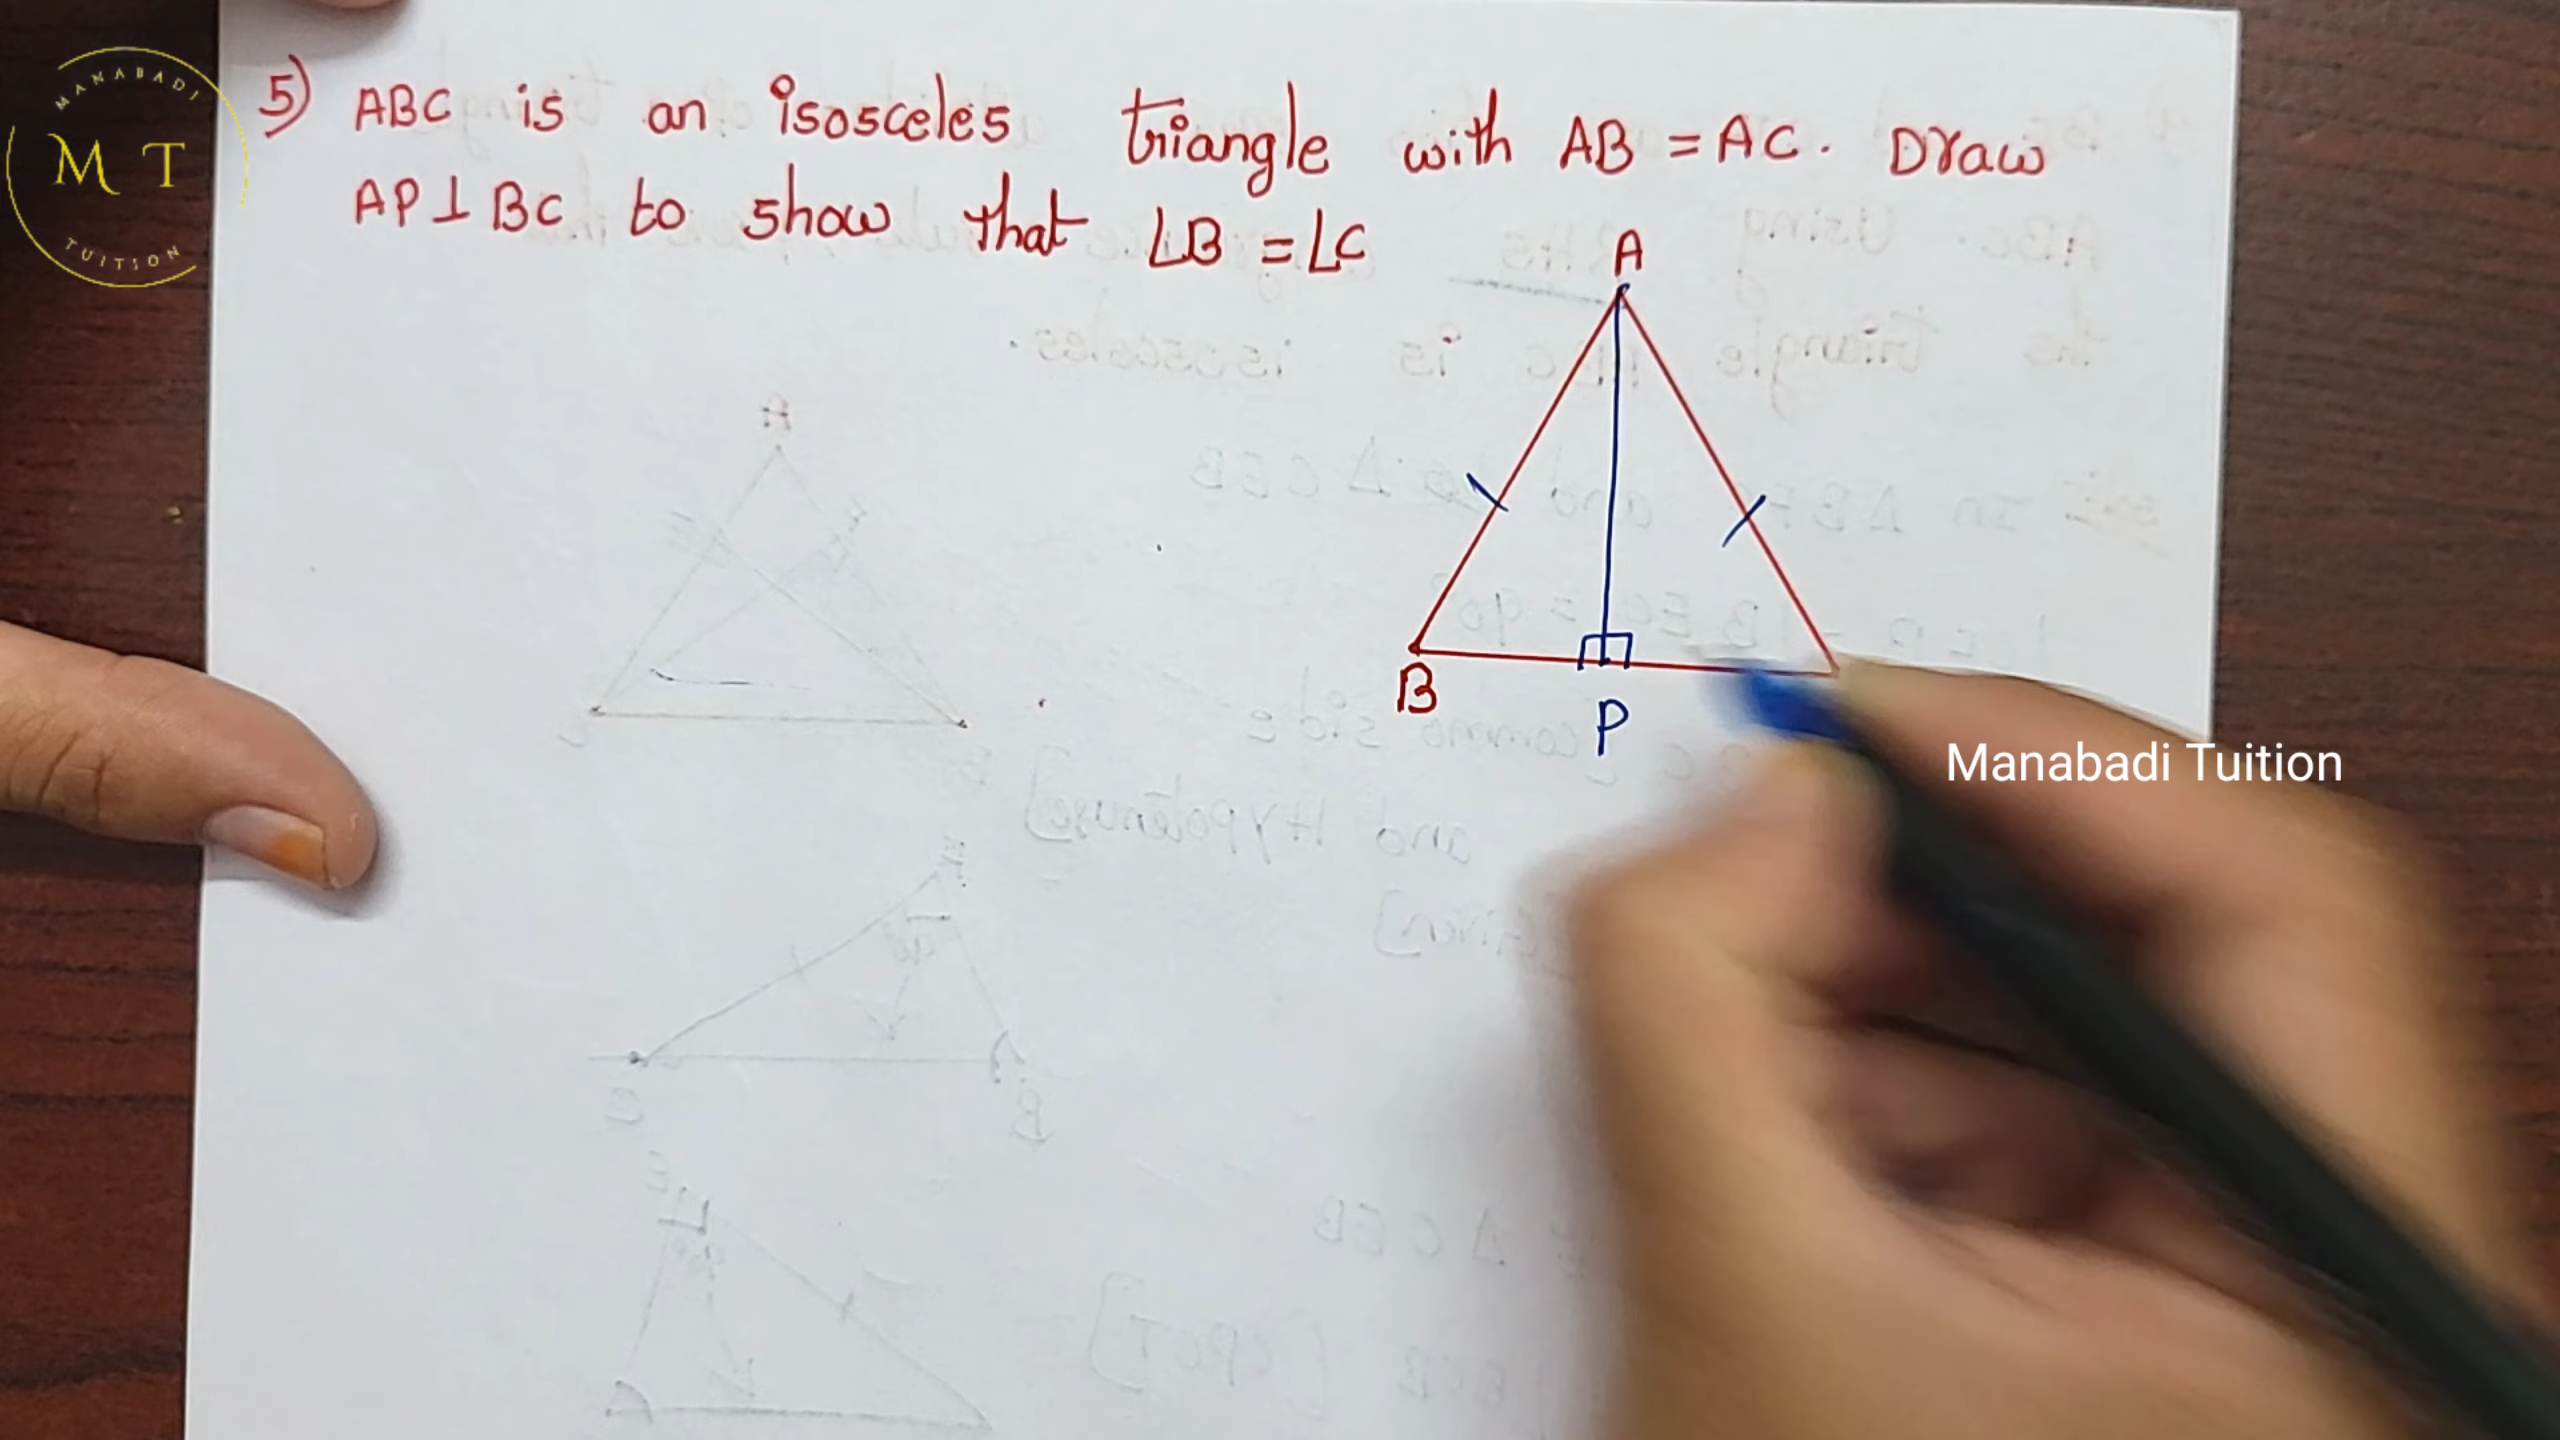 MANABADI
M T
TUITION
5) ABC is an isosceles triangle with AB = AC. Draw
AP⊥BC to show that ∠B = ∠C
A
B
P
Manabadi Tuition